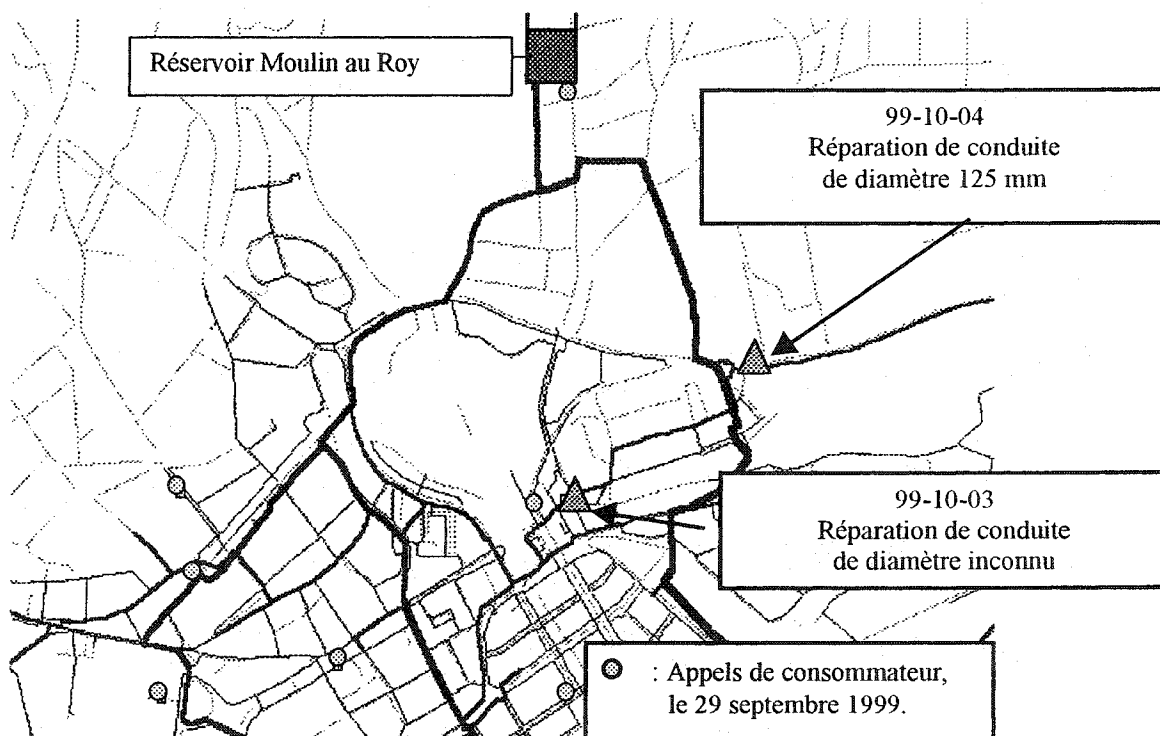 Réservoir Moulin au Roy
99-10-04
Réparation de conduite
de diamètre 125 mm
99-10-03
Réparation de conduite
de diamètre inconnu
: Appels de consommateur,
le 29 septembre 1999.